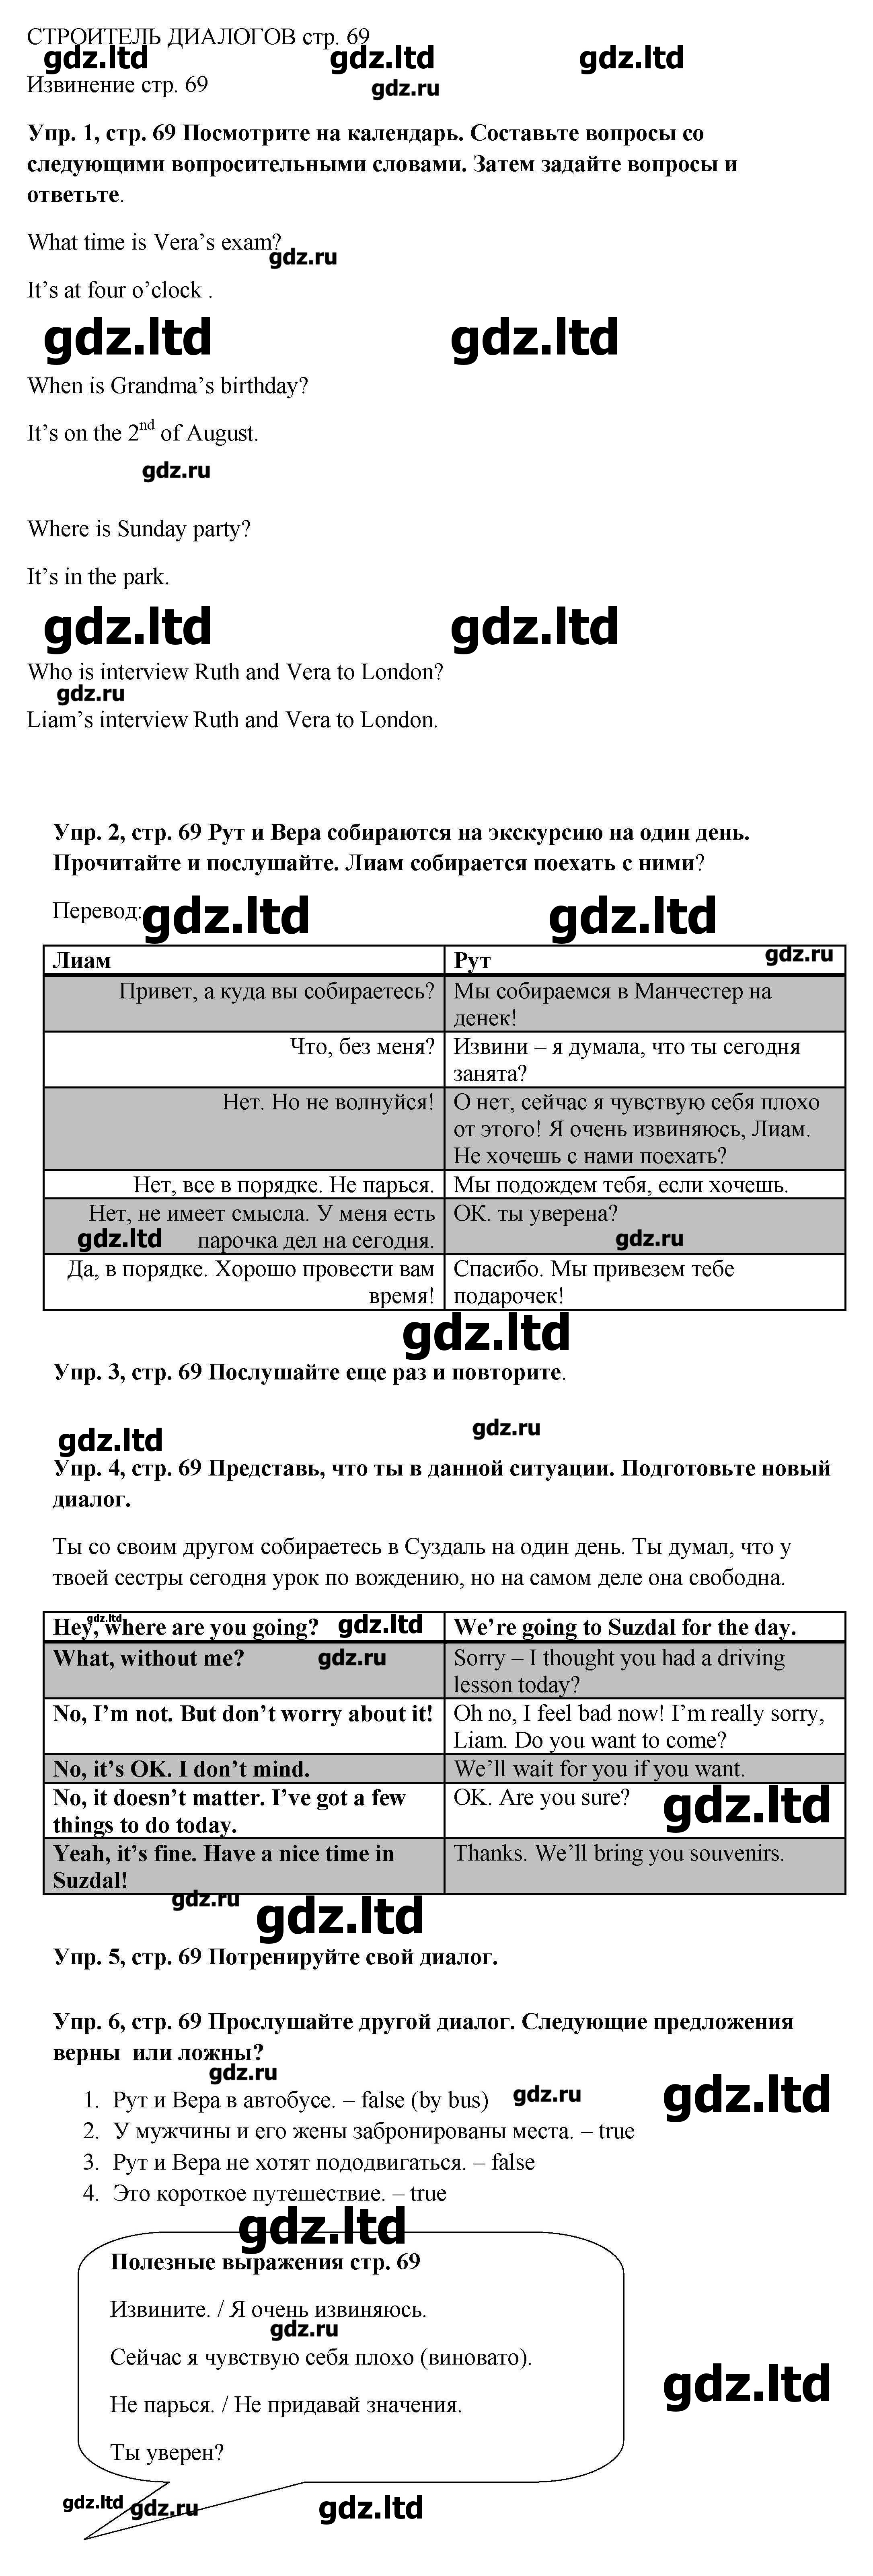 СТРОИТЕЛЬ ДИАЛОГОВ стр. 69
gdz.ltd gdz.ltd gdz.ltd
Извинение стр. 69
gdz.ru
Упр. 1, стр. 69 Посмотрите на календарь. Составьте вопросы со
следующими вопросительными словами. Затем задайте вопросы и
ответьте.
What time is Vera’s exam?
gdz.ru
It’s at four o’clock .
gdz.ltd gdz.ltd
When is Grandma’s birthday?
It’s on the 2nd of August.
gdz.ru
Where is Sunday party?
It’s in the park.
gdz.ltd gdz.ltd
Who is interview Ruth and Vera to London?
gdz.ru
Liam’s interview Ruth and Vera to London.
Упр. 2, стр. 69 Рут и Вера собираются на экскурсию на один день.
Прочитайте и послушайте. Лиам собирается поехать с ними?
Перевод:
gdz.ltd gdz.ltd
Лиам
Рут
gdz.ru
Привет, а куда вы собираетесь?
Мы собираемся в Манчестер на
денек!
Что, без меня?
Извини – я думала, что ты сегодня
занята?
Нет. Но не волнуйся!
О нет, сейчас я чувствую себя плохо
от этого! Я очень извиняюсь, Лиам.
Не хочешь с нами поехать?
Нет, все в порядке. Не парься.
Мы подождем тебя, если хочешь.
Нет, не имеет смысла. У меня есть
парочка дел на сегодня.
gdz.ltd
ОК. ты уверена?
gdz.ru
Да, в порядке. Хорошо провести вам
время!
Спасибо. Мы привезем тебе
подарочек!
gdz.ltd
Упр. 3, стр. 69 Послушайте еще раз и повторите.
gdz.ru
gdz.ltd
Упр. 4, стр. 69 Представь, что ты в данной ситуации. Подготовьте новый
диалог.
Ты со своим другом собираетесь в Суздаль на один день. Ты думал, что у
твоей сестры сегодня урок по вождению, но на самом деле она свободна.
gdz.ltd
Hey, where are you going?
gdz.ltd
We’re going to Suzdal for the day.
What, without me?
gdz.ru
Sorry – I thought you had a driving
lesson today?
No, I’m not. But don’t worry about it!
Oh no, I feel bad now! I’m really sorry,
Liam. Do you want to come?
No, it’s OK. I don’t mind.
We’ll wait for you if you want.
No, it doesn’t matter. I’ve got a few
things to do today.
OK. Are you sure?
gdz.ltd
Yeah, it’s fine. Have a nice time in
Suzdal!
Thanks. We’ll bring you souvenirs.
gdz.ru
gdz.ltd
Упр. 5, стр. 69 Потренируйте свой диалог.
Упр. 6, стр. 69 Прослушайте другой диалог. Следующие предложения
верны или ложны?
gdz.ru
1. Рут и Вера в автобусе. – false (by bus)
gdz.ru
gdz.ltd
2. У мужчины и его жены забронированы места. – true
3. Рут и Вера не хотят пододвигаться. – false
4. Это короткое путешествие. – true
gdz.ltd
Полезные выражения стр. 69
Извините. / Я очень извиняюсь.
gdz.ru
Сейчас я чувствую себя плохо (виновато).
gdz.ltd
Не парься. / Не придавай значения.
Ты уверен?
gdz.ltd gdz.ru gdz.ltd